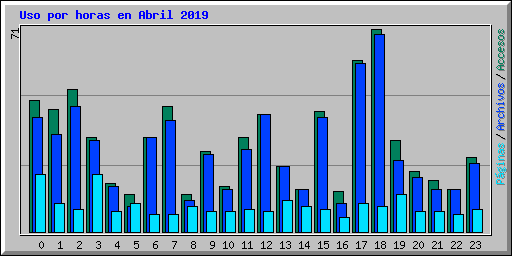 Uso por horas en Abril 2019
71
Páginas / Archivos / Accesos
0 1 2 3 4 5 6 7 8 9 10 11 12 13 14 15 16 17 18 19 20 21 22 23